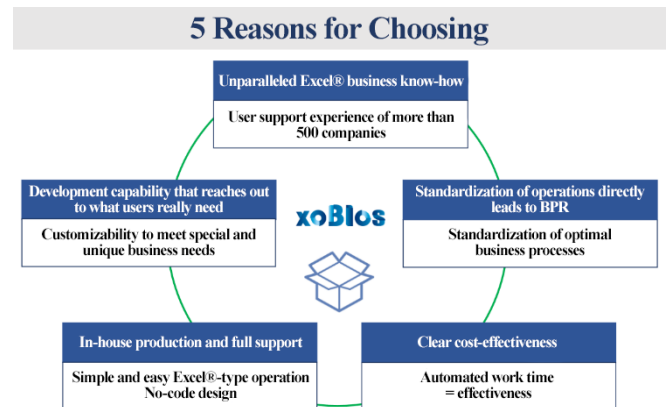 5 Reasons for Choosing
Unparalleled Excel® business know-how
User support experience of more than
500 companies
Development capability that reaches out
to what users really need
Customizability to meet special and
unique business needs
Standardization of operations directly
leads to BPR
Standardization of optimal
business processes
xoBlos
In-house production and full support
Simple and easy Excel®-type operation
No-code design
Clear cost-effectiveness
Automated work time
= effectiveness